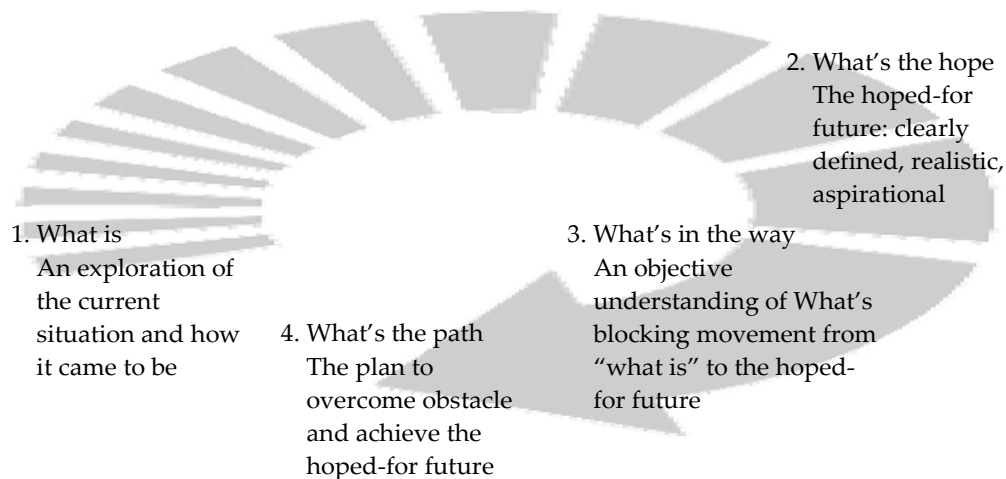 1. What is
An exploration of
the current
situation and how
it came to be
2. What’s the hope
The hoped-for
future: clearly
defined, realistic,
aspirational
3. What’s in the way
An objective
understanding of What’s
blocking movement from
“what is” to the hoped-
for future
4. What’s the path
The plan to
overcome obstacle
and achieve the
hoped-for future